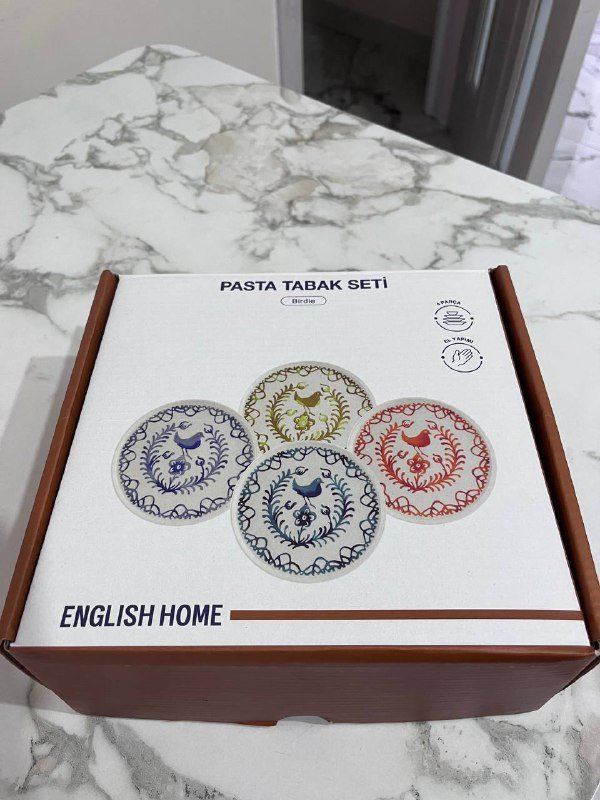 PASTA TABAK SETİ
Birdie
4 PARÇA
EL YAPIMI
ENGLISH HOME